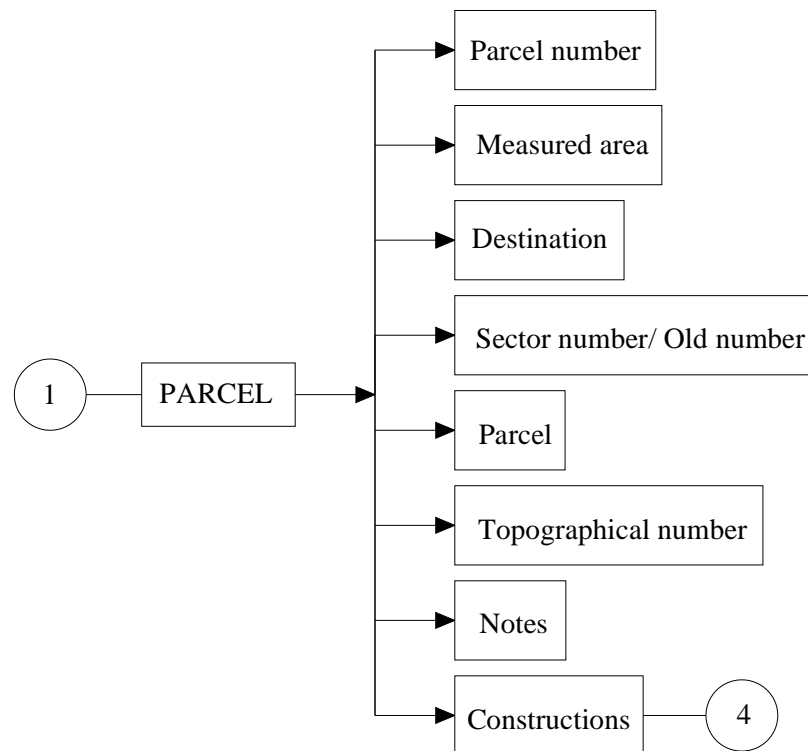 Parcel number
Measured area
Destination
Sector number/ Old number
1
PARCEL
Parcel
Topographical number
Notes
Constructions
4